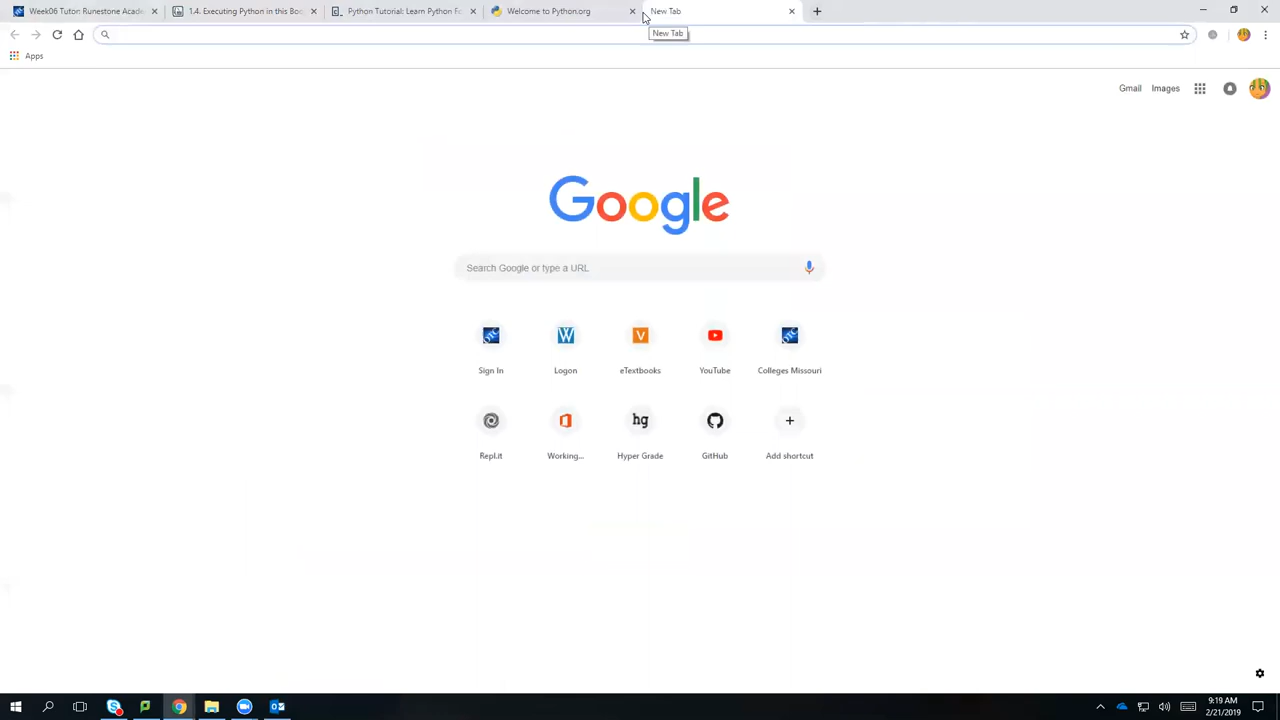 Week06 Tutor: Runestone Acade
1.4. Executing Python in this Boo
Python Tutorial: Learn Python Fo
Welcome to Python.org
New Tab
New Tab
Apps
Gmail
Images
Google
Search Google or type a URL
Sign In
Logon
eTextbooks
YouTube
Colleges Missouri
Repl.it
Working...
Hyper Grade
GitHub
Add shortcut
9:19 AM
2/21/2019